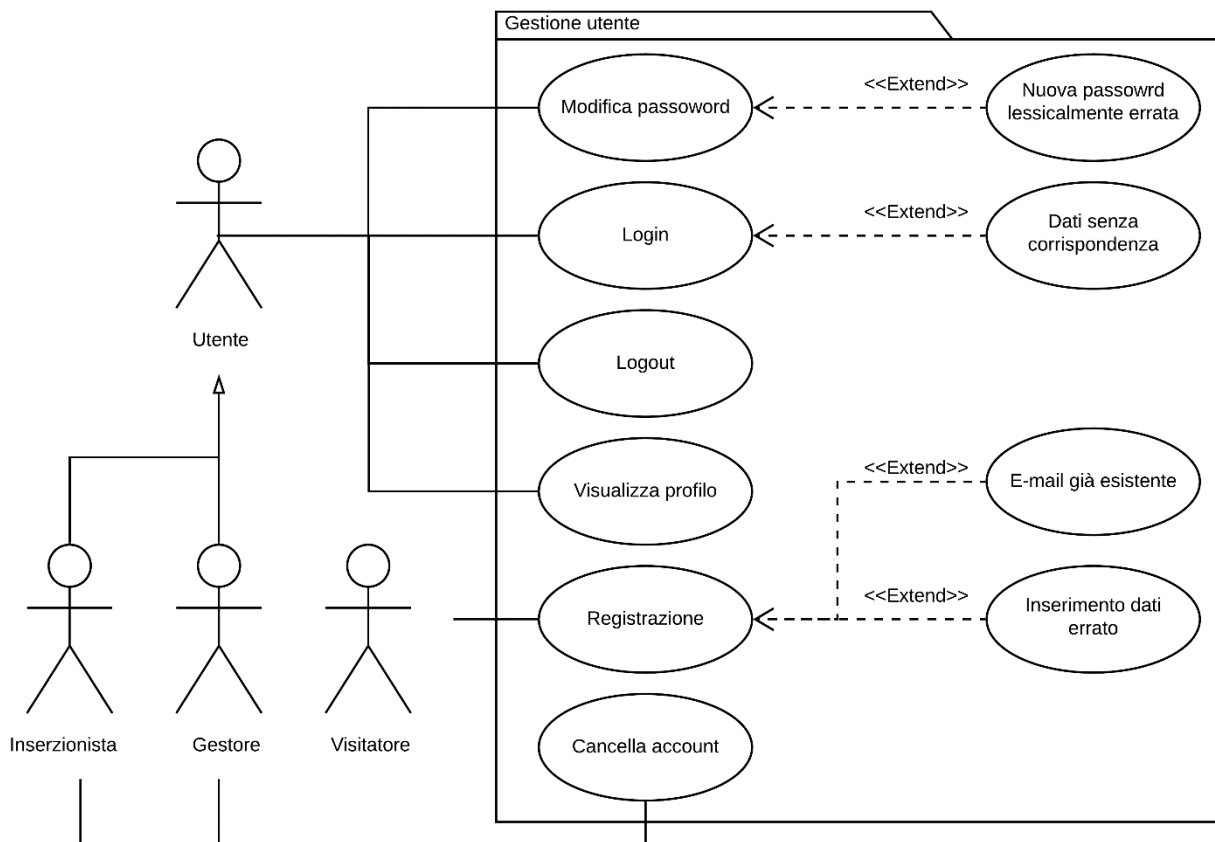 Gestione utente
Modifica passoword
<<Extend>>
Nuova passowrd
lessicalmente errata
Login
<<Extend>>
Dati senza
corrispondenza
Utente
Logout
Visualizza profilo
<<Extend>>
E-mail già esistente
Registrazione
<<Extend>>
Inserimento dati
errato
Inserzionista
Gestore
Visitatore
Cancella account